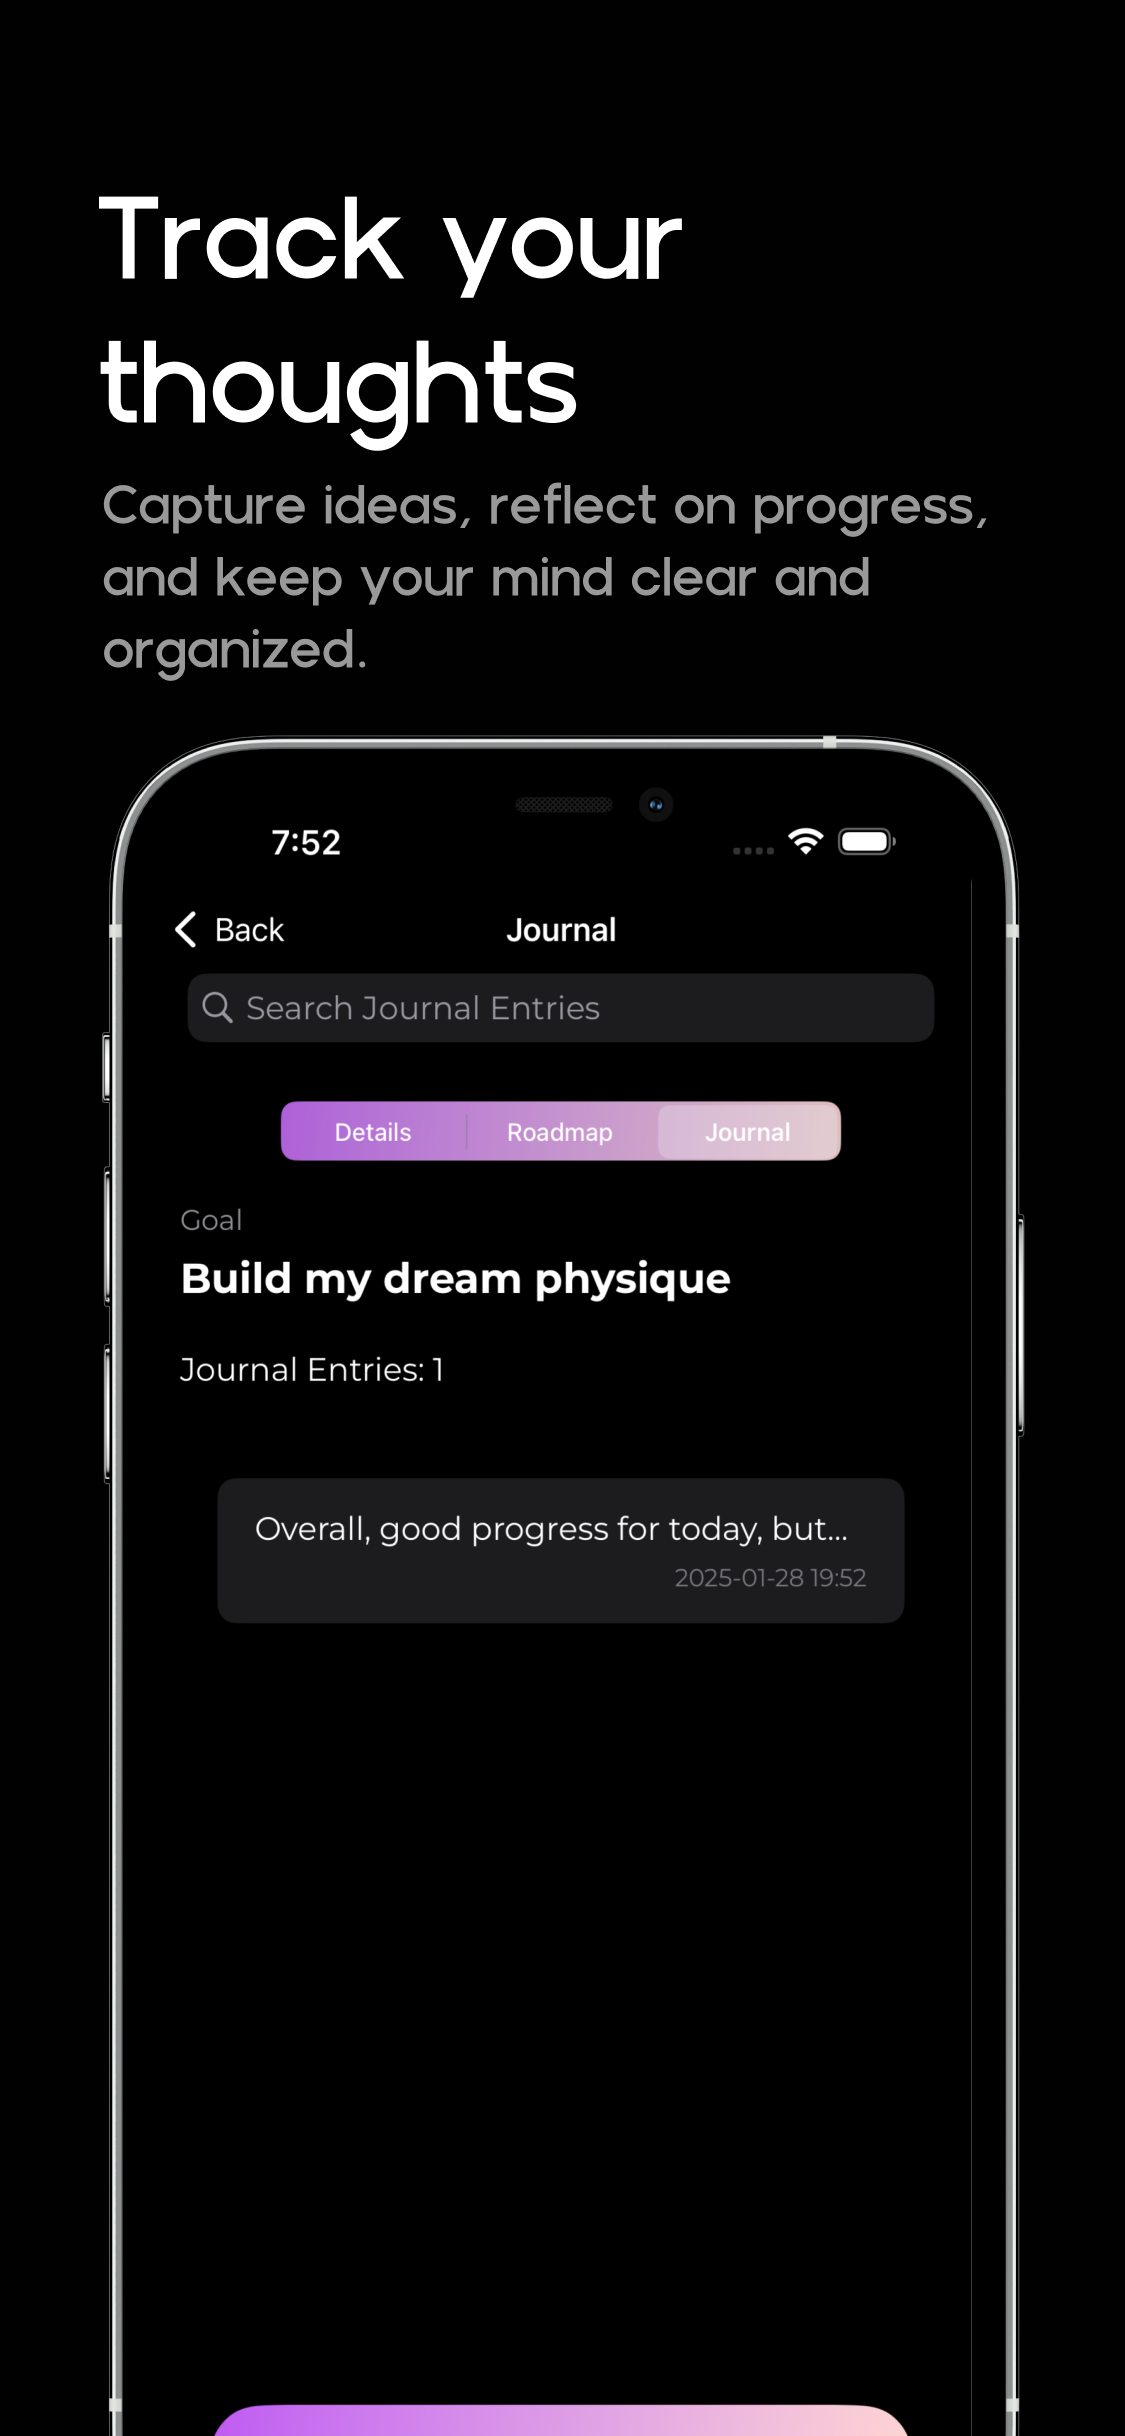 Track your
thoughts
Capture ideas, reflect on progress,
and keep your mind clear and
organized.
7:52
Back
Journal
Search Journal Entries
Details
Roadmap
Journal
Goal
Build my dream physique
Journal Entries: 1
Overall, good progress for today, but...
2025-01-28 19:52